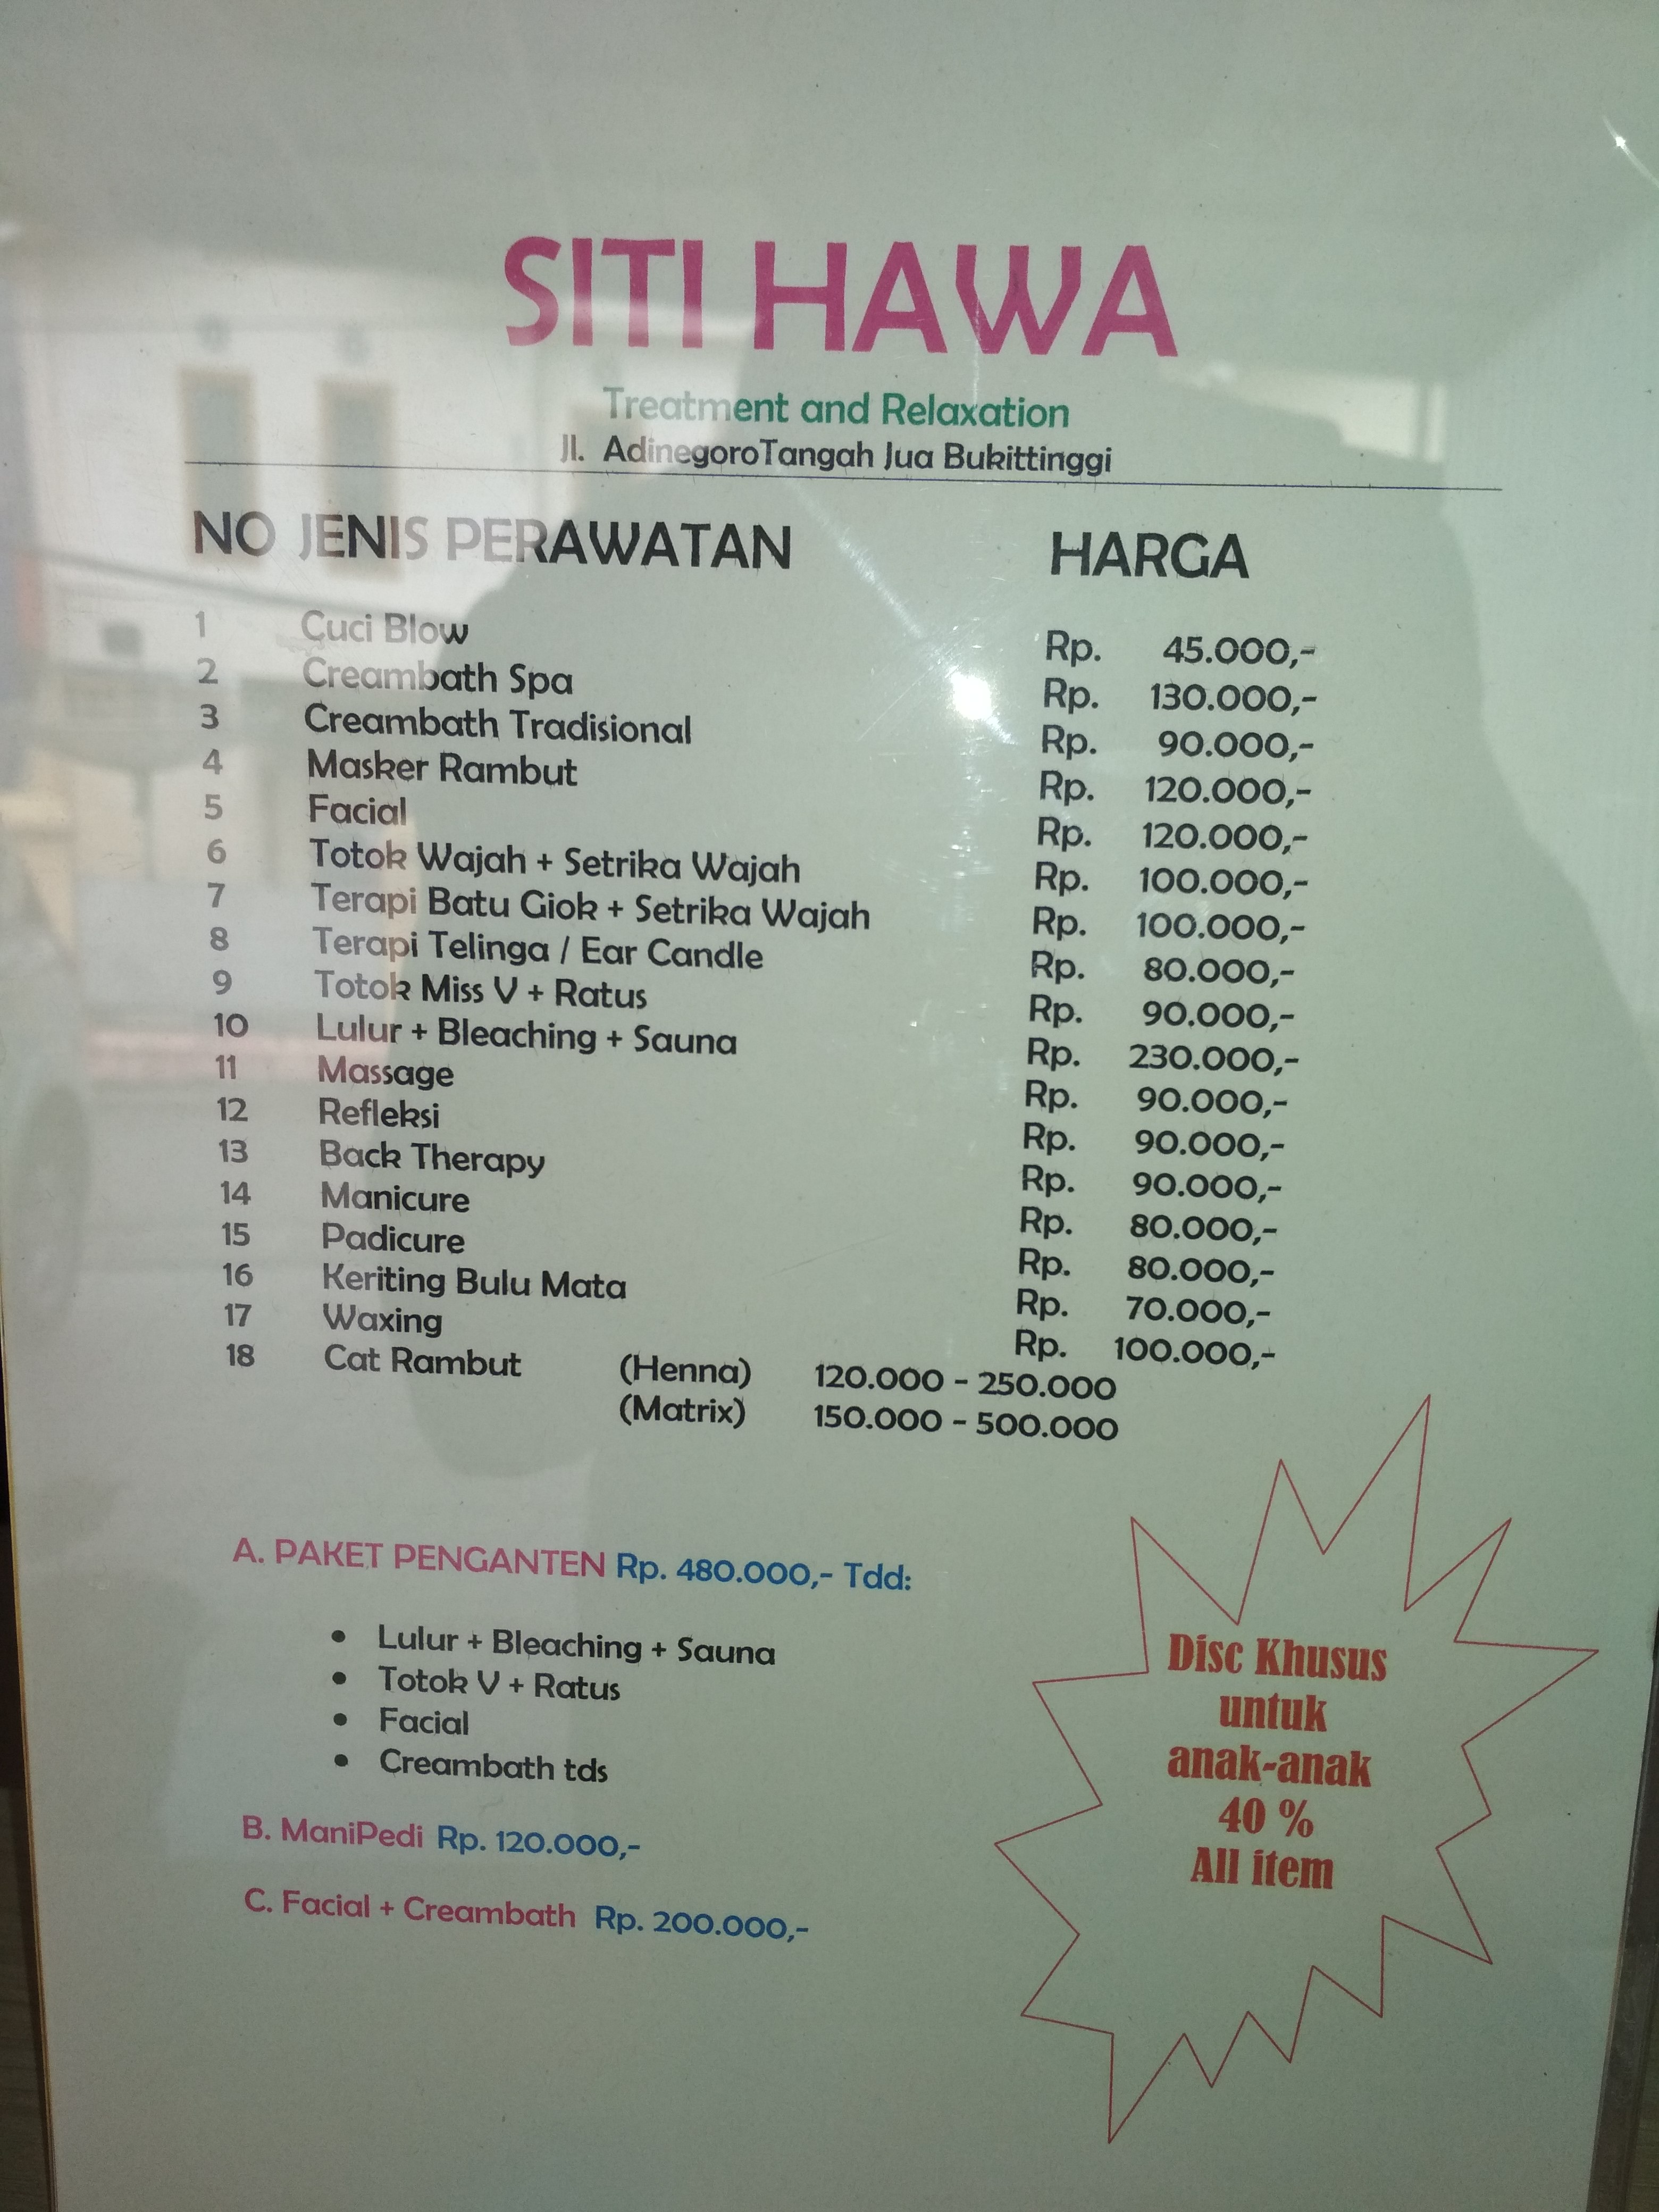 SITI HAWA
Treatment and Relaxation
Jl. AdinegoroTangah Jua Bukittinggi
NO JENIS PERAWATAN HARGA
1 Cuci Blow Rp. 45.000,-
2 Creambath Spa Rp. 130.000,-
3 Creambath Tradisional Rp. 90.000,-
4 Masker Rambut Rp. 120.000,-
5 Facial Rp. 120.000,-
6 Totok Wajah + Setrika Wajah Rp. 100.000,-
7 Terapi Batu Giok + Setrika Wajah Rp. 100.000,-
8 Terapi Telinga / Ear Candle Rp. 80.000,-
9 Totok Miss V + Ratus Rp. 90.000,-
10 Lulur + Bleaching + Sauna Rp. 230.000,-
11 Massage Rp. 90.000,-
12 Refleksi Rp. 90.000,-
13 Back Therapy Rp. 90.000,-
14 Manicure Rp. 80.000,-
15 Padicure Rp. 80.000,-
16 Keriting Bulu Mata Rp. 70.000,-
17 Waxing Rp. 100.000,-
18 Cat Rambut (Henna) 120.000 - 250.000
(Matrix) 150.000 - 500.000
A. PAKET PENGANTEN Rp. 480.000,- Tdd:
• Lulur + Bleaching + Sauna
• Totok V + Ratus
• Facial
• Creambath tds
B. ManiPedi Rp. 120.000,-
C. Facial + Creambath Rp. 200.000,-
Disc Khusus
untuk
anak-anak
40 %
All item